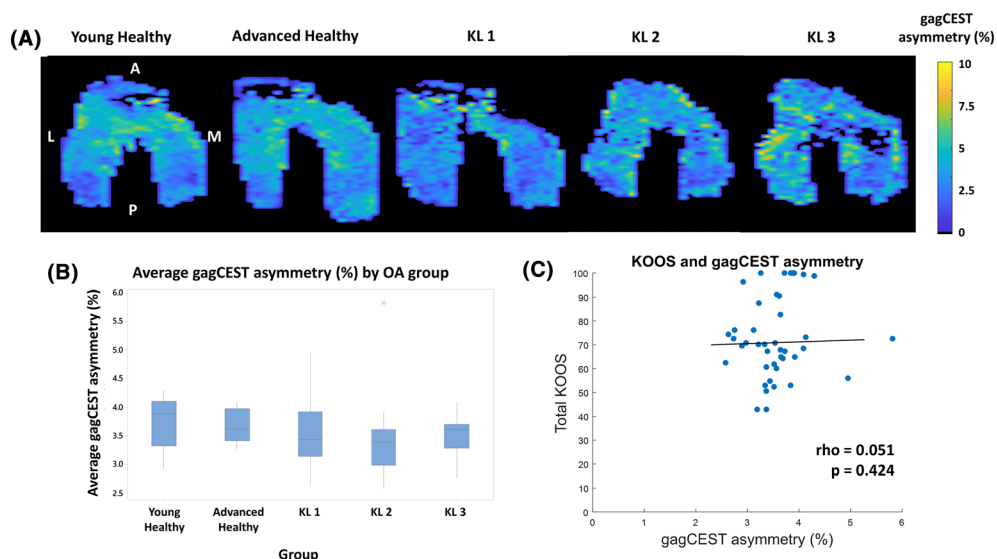 (A)
Young Healthy
Advanced Healthy
KL 1
KL 2
KL 3
gagCEST
asymmetry (%)
A
L
M
P
10
7.5
5
2.5
0
(B)
Average gagCEST asymmetry (%) by OA group
Average gagCEST asymmetry (%)
6.0
5.5
5.0
4.5
4.0
3.5
3.0
2.5
Young
Healthy
Advanced
Healthy
KL 1
KL 2
KL 3
Group
(C)
KOOS and gagCEST asymmetry
Total KOOS
100
90
80
70
60
50
40
30
20
10
0
rho = 0.051
p = 0.424
0
1
2
3
4
5
6
gagCEST asymmetry (%)